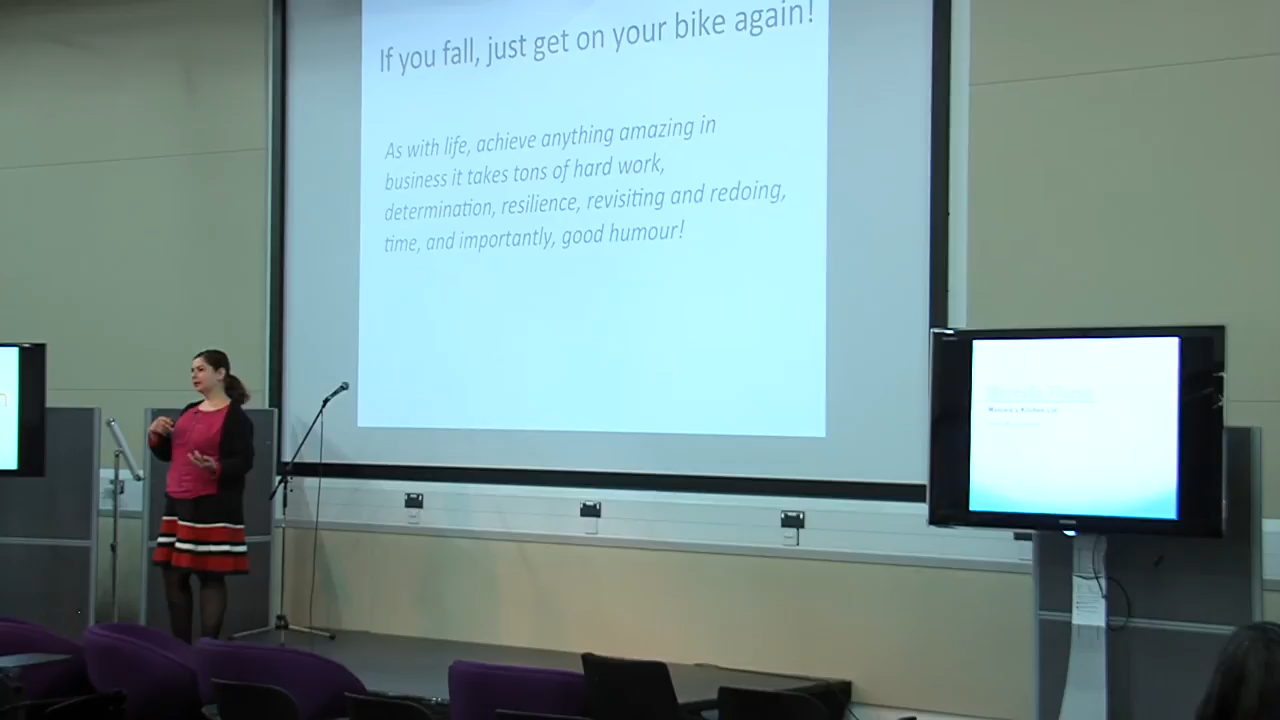 If you fall, just get on your bike again!
As with life, achieve anything amazing in
business it takes tons of hard work,
determination, resilience, revisiting and redoing,
time, and importantly, good humour!